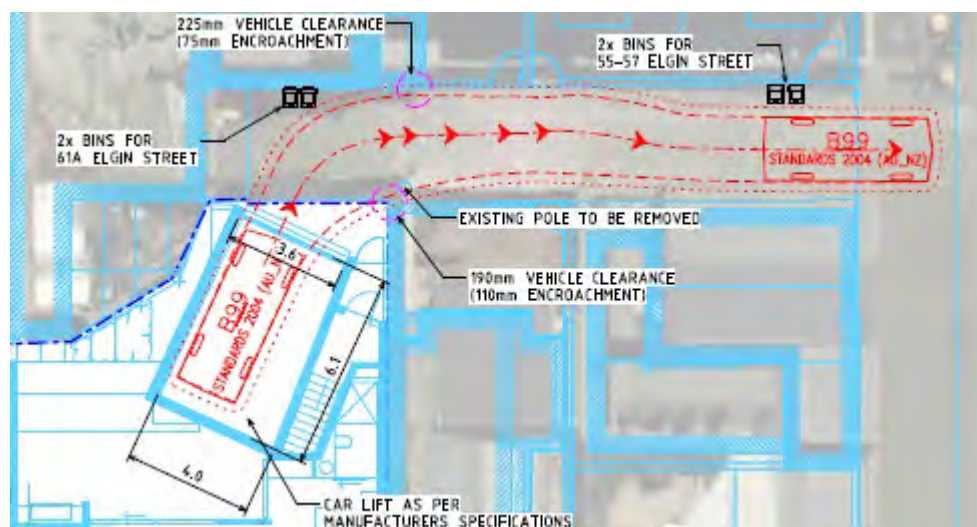 225mm VEHICLE CLEARANCE
(75mm ENCROACHMENT)
2x BINS FOR
55-57 ELGIN STREET
2x BINS FOR
61A ELGIN STREET
B99
STANDARDS 2004 (AU_NZ)
EXISTING POLE TO BE REMOVED
190mm VEHICLE CLEARANCE
(110mm ENCROACHMENT)
3.6
B99
STANDARDS 2004 (AU_N
6.1
4.0
CAR LIFT AS PER
MANUFACTURERS SPECIFICATIONS